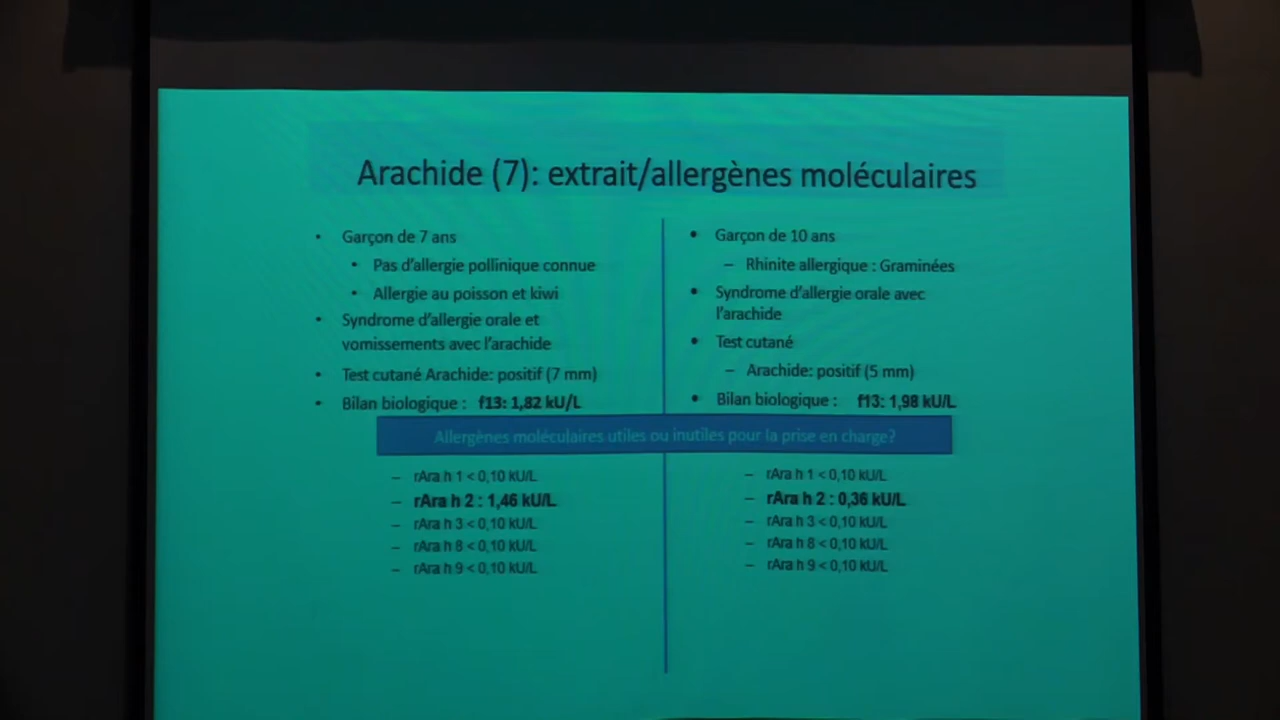 Arachide (7): extrait/allergènes moléculaires
• Garçon de 7 ans
• Pas d'allergie pollinique connue
• Allergie au poisson et kiwi
• Syndrome d'allergie orale et
vomissements avec l'arachide
• Test cutané Arachide: positif (7 mm)
• Bilan biologique : f13: 1,82 kU/L
• Garçon de 10 ans
– Rhinite allergique : Graminées
• Syndrome d'allergie orale avec
l'arachide
• Test cutané
– Arachide: positif (5 mm)
• Bilan biologique : f13: 1,98 kU/L
Allergènes moléculaires utiles ou inutiles pour la prise en charge?
– rAra h 1 < 0,10 kU/L
– rAra h 2 : 1,46 kU/L
– rAra h 3 < 0,10 kU/L
– rAra h 8 < 0,10 kU/L
– rAra h 9 < 0,10 kU/L
– rAra h 1 < 0,10 kU/L
– rAra h 2 : 0,36 kU/L
– rAra h 3 < 0,10 kU/L
– rAra h 8 < 0,10 kU/L
– rAra h 9 < 0,10 kU/L